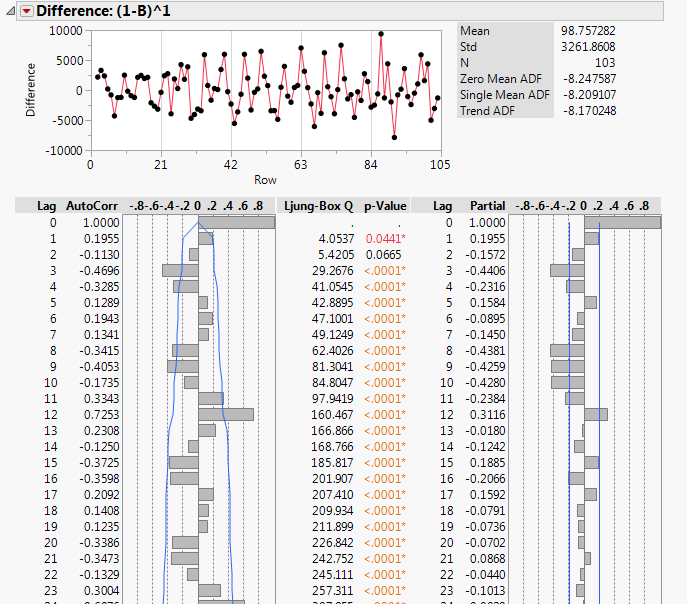 Difference: (1-B)^1
10000
5000
0
-5000
-10000
Difference
0 21 42 63 84 105
Row
Mean 98.757282
Std 3261.8608
N 103
Zero Mean ADF -8.247587
Single Mean ADF -8.209107
Trend ADF -8.170248
Lag AutoCorr -.8-.6-.4-.2 0 .2 .4 .6 .8 Ljung-Box Q p-Value Lag Partial -.8-.6-.4-.2 0 .2 .4 .6 .8
0 1.0000 . . 0 1.0000
1 0.1955 4.0537 0.0441* 1 0.1955
2 -0.1130 5.4205 0.0665 2 -0.1572
3 -0.4696 29.2676 <.0001* 3 -0.4406
4 -0.3285 41.0545 <.0001* 4 -0.2316
5 0.1289 42.8895 <.0001* 5 0.1584
6 0.1943 47.1001 <.0001* 6 -0.0895
7 0.1341 49.1249 <.0001* 7 -0.1450
8 -0.3415 62.4026 <.0001* 8 -0.4381
9 -0.4053 81.3041 <.0001* 9 -0.4259
10 -0.1735 84.8047 <.0001* 10 -0.4280
11 0.3343 97.9419 <.0001* 11 -0.2384
12 0.7253 160.467 <.0001* 12 0.3116
13 0.2308 166.866 <.0001* 13 -0.0180
14 -0.1250 168.766 <.0001* 14 -0.1242
15 -0.3725 185.817 <.0001* 15 0.1885
16 -0.3598 201.907 <.0001* 16 -0.2066
17 0.2092 207.410 <.0001* 17 0.1592
18 0.1408 209.934 <.0001* 18 -0.0791
19 0.1235 211.899 <.0001* 19 -0.0736
20 -0.3386 226.842 <.0001* 20 -0.0702
21 -0.3473 242.752 <.0001* 21 0.0868
22 -0.1329 245.111 <.0001* 22 -0.0440
23 0.3004 257.311 <.0001* 23 -0.1013